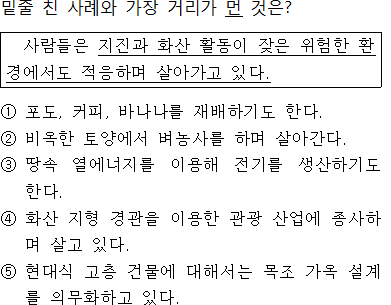 밑줄 친 사례와 가장 거리가 먼 것은?
사람들은 지진과 화산 활동이 잦은 위험한 환
경에서도 적응하며 살아가고 있다.
① 포도, 커피, 바나나를 재배하기도 한다.
② 비옥한 토양에서 벼농사를 하며 살아간다.
③ 땅속 열에너지를 이용해 전기를 생산하기도
한다.
④ 화산 지형 경관을 이용한 관광 산업에 종사하
며 살고 있다.
⑤ 현대식 고층 건물에 대해서는 목조 가옥 설계
를 의무화하고 있다.